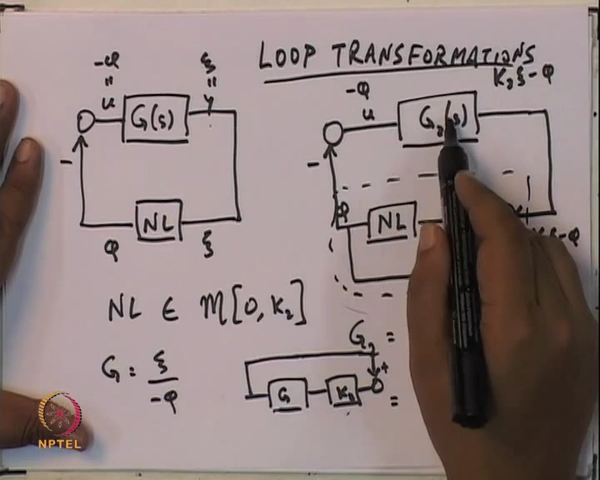 LOOP TRANSFORMATIONS
-φ
॥
u
G(s)
ξ
॥
y
-
NL
φ
ξ
-φ
u
G₂(s)
K₂ξ-φ
-
φ
NL
NL ∈ M[0, K₂]
G = ξ / -φ
G₂ =
G
K₂
+
=
NPTEL